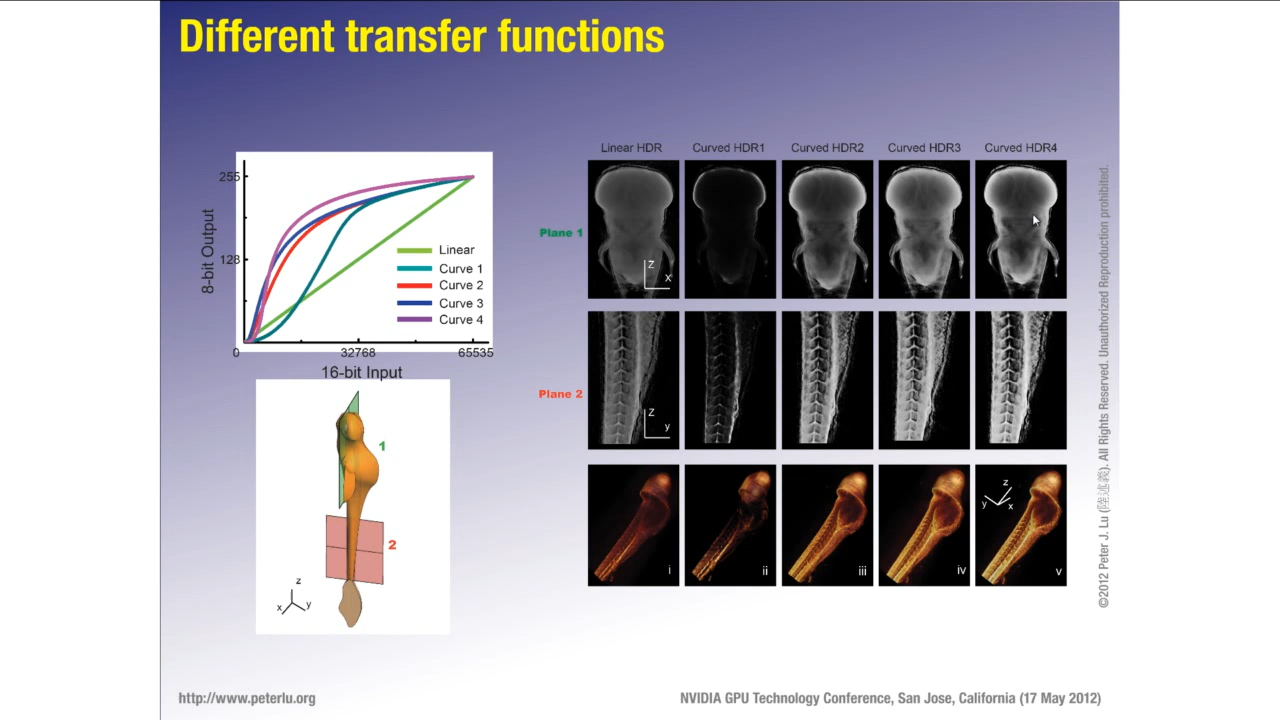 Different transfer functions
255
128
0
32768
65535
8-bit Output
16-bit Input
Linear
Curve 1
Curve 2
Curve 3
Curve 4
1
2
z
x
y
Linear HDR
Curved HDR1
Curved HDR2
Curved HDR3
Curved HDR4
Plane 1
Z
X
Plane 2
Z
y
i
ii
iii
iv
z
y
x
v
©2012 Peter J. Lu (陸述義). All Rights Reserved. Unauthorized Reproduction prohibited.
http://www.peterlu.org
NVIDIA GPU Technology Conference, San Jose, California (17 May 2012)